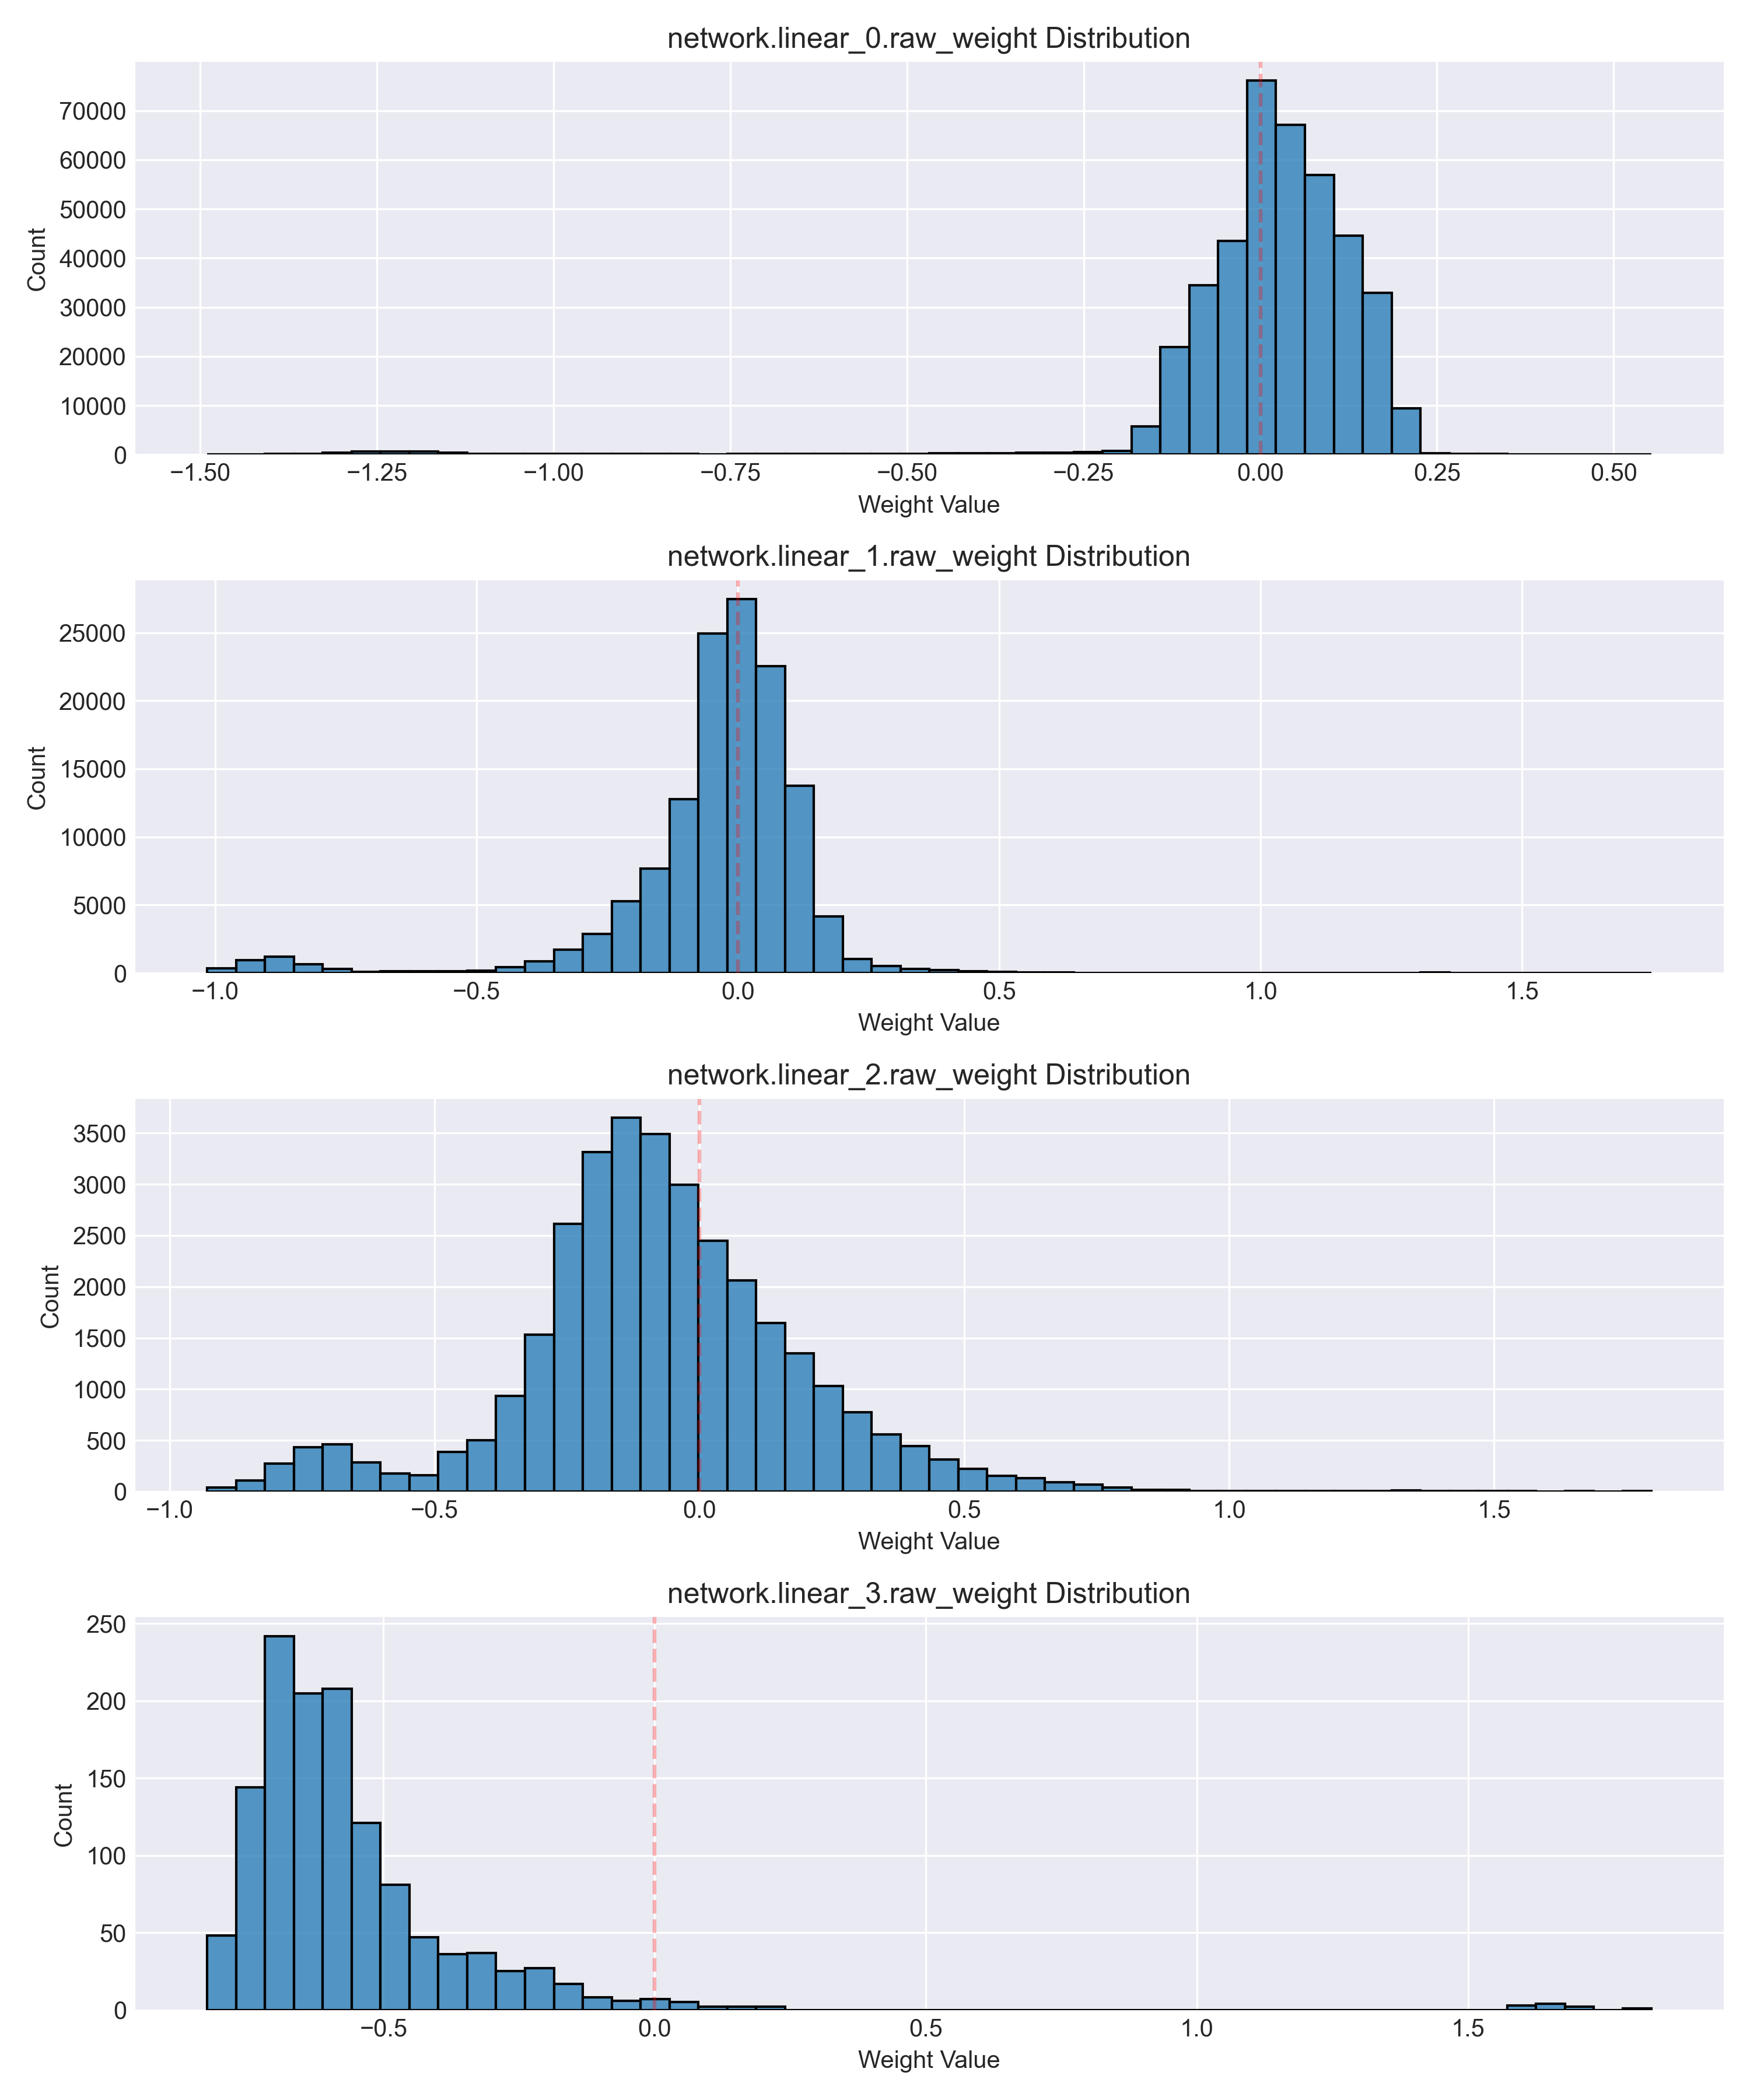 network.linear_0.raw_weight Distribution
70000
60000
50000
40000
30000
20000
10000
0
Count
−1.50 −1.25 −1.00 −0.75 −0.50 −0.25 0.00 0.25 0.50
Weight Value
network.linear_1.raw_weight Distribution
25000
20000
15000
10000
5000
0
Count
−1.0 −0.5 0.0 0.5 1.0 1.5
Weight Value
network.linear_2.raw_weight Distribution
3500
3000
2500
2000
1500
1000
500
0
Count
−1.0 −0.5 0.0 0.5 1.0 1.5
Weight Value
network.linear_3.raw_weight Distribution
250
200
150
100
50
0
Count
−0.5 0.0 0.5 1.0 1.5
Weight Value